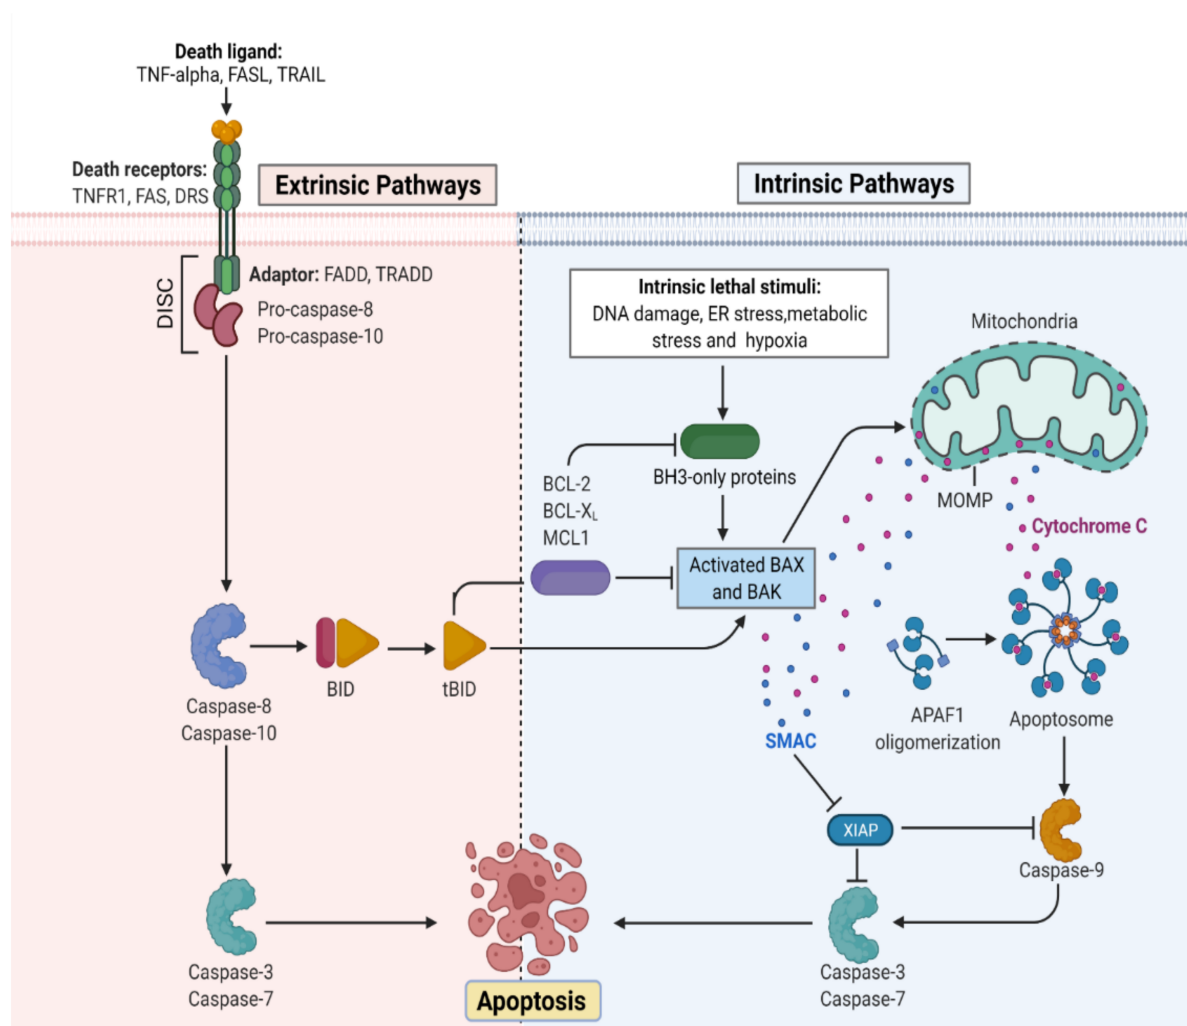 Death ligand:
TNF-alpha, FASL, TRAIL
Death receptors:
TNFR1, FAS, DRS
Extrinsic Pathways
Intrinsic Pathways
DISC
Adaptor: FADD, TRADD
Pro-caspase-8
Pro-caspase-10
Intrinsic lethal stimuli:
DNA damage, ER stress,metabolic
stress and hypoxia
Mitochondria
BH3-only proteins
BCL-2
BCL-XL
MCL1
MOMP
Cytochrome C
Activated BAX
and BAK
BID
tBID
Caspase-8
Caspase-10
SMAC
APAF1
oligomerization
Apoptosome
XIAP
Caspase-9
Caspase-3
Caspase-7
Apoptosis
Caspase-3
Caspase-7